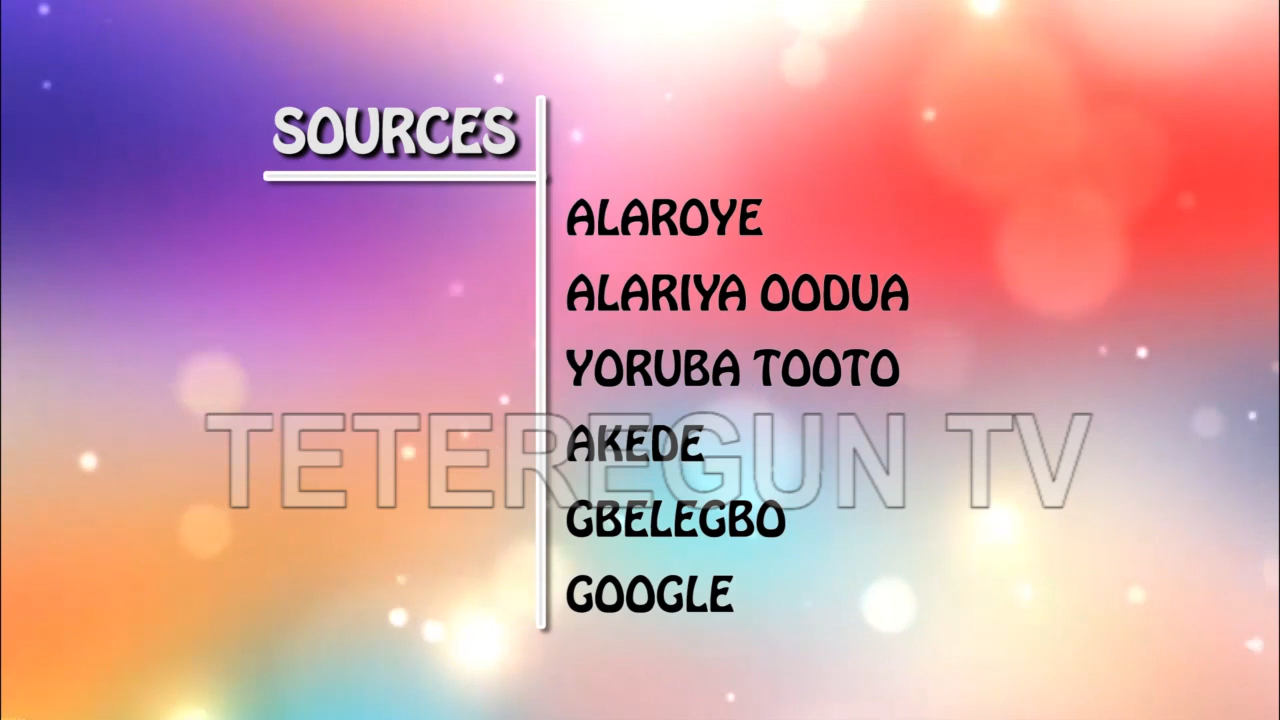 SOURCES
ALAROYE
ALARIYA OODUA
YORUBA TOOTO
AKEDE
TETEREGUN TV
GBELEGBO
GOOGLE